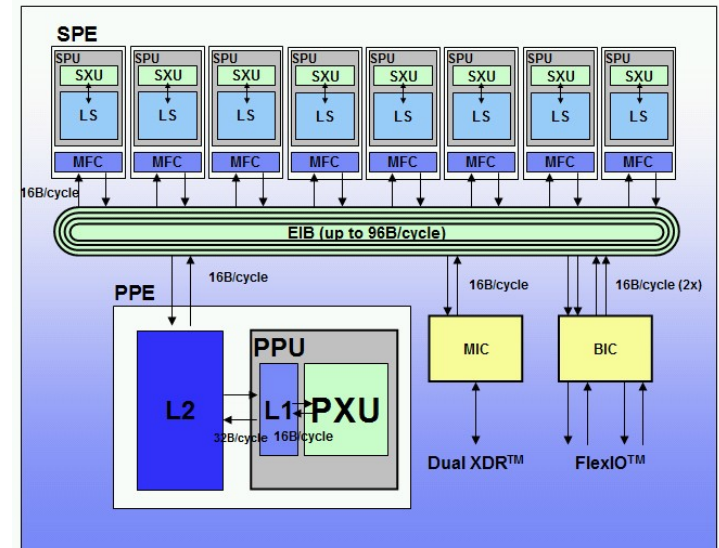 SPE
SPU SPU SPU SPU SPU SPU SPU SPU
SXU SXU SXU SXU SXU SXU SXU SXU
LS LS LS LS LS LS LS LS
MFC MFC MFC MFC MFC MFC MFC MFC
16B/cycle
EIB (up to 96B/cycle)
16B/cycle 16B/cycle 16B/cycle (2x)
PPE
PPU
MIC BIC
L2 L1 PXU
32B/cycle 16B/cycle
Dual XDR™ FlexIO™